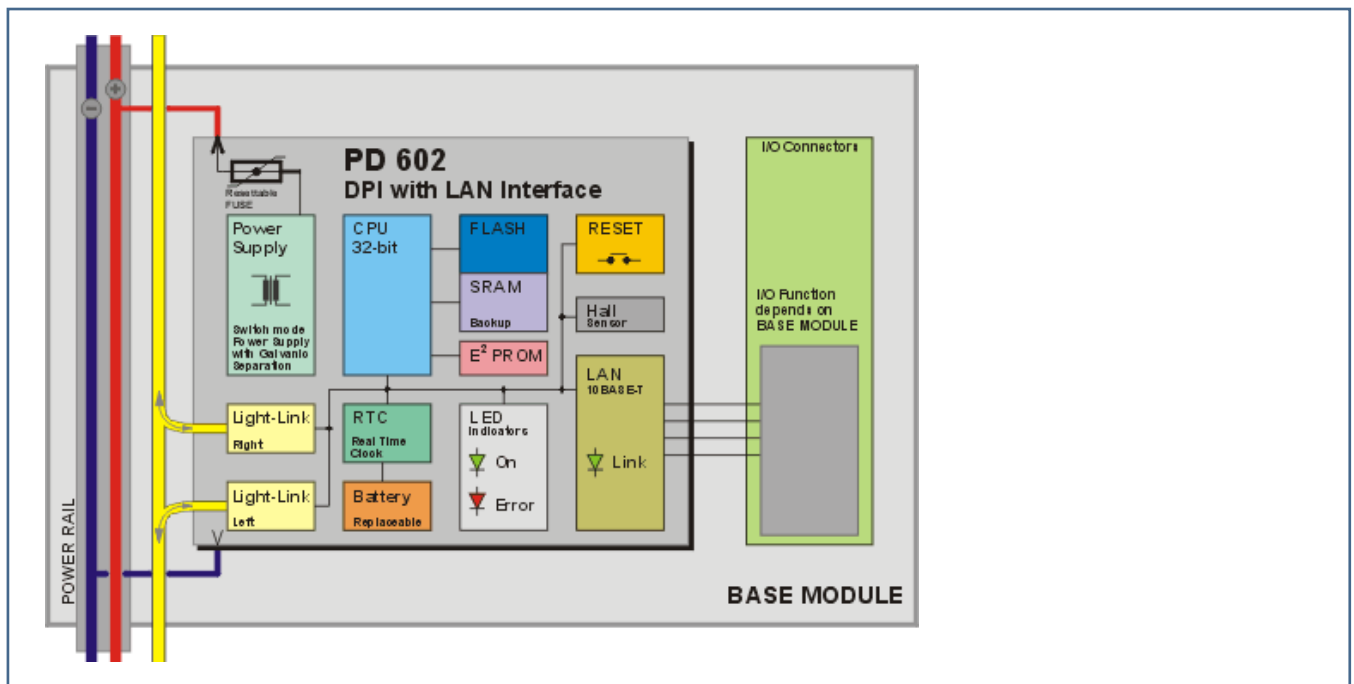 PD 602
DPI with LAN Interface
Resettable
FUSE
Power
Supply
Switch mode
Power Supply
with Galvanic
Separation
CPU
32-bit
FLASH
SRAM
Backup
E² PROM
RESET
Hall
Sensor
LAN
10BASE-T
Link
Light-Link
Right
Light-Link
Left
RTC
Real Time
Clock
Battery
Replaceable
LED
Indicators
On
Error
I/O Connectors
I/O Function
depends on
BASE MODULE
POWER RAIL
BASE MODULE
+
−
V